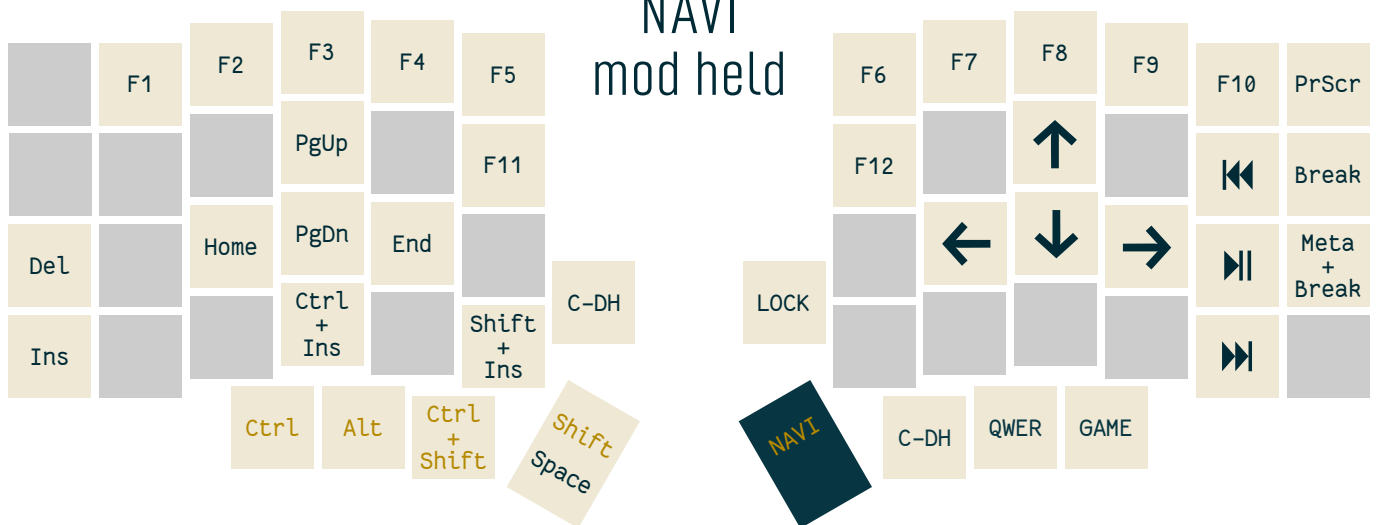 NAVI
mod held
F1
F2
F3
F4
F5
F6
F7
F8
F9
F10
PrScr
PgUp
F11
F12
Break
Del
Home
PgDn
End
Meta
+
Break
Ins
Ctrl
+
Ins
Shift
+
Ins
C-DH
LOCK
Ctrl
Alt
Ctrl
+
Shift
Shift
Space
NAVI
C-DH
QWER
GAME